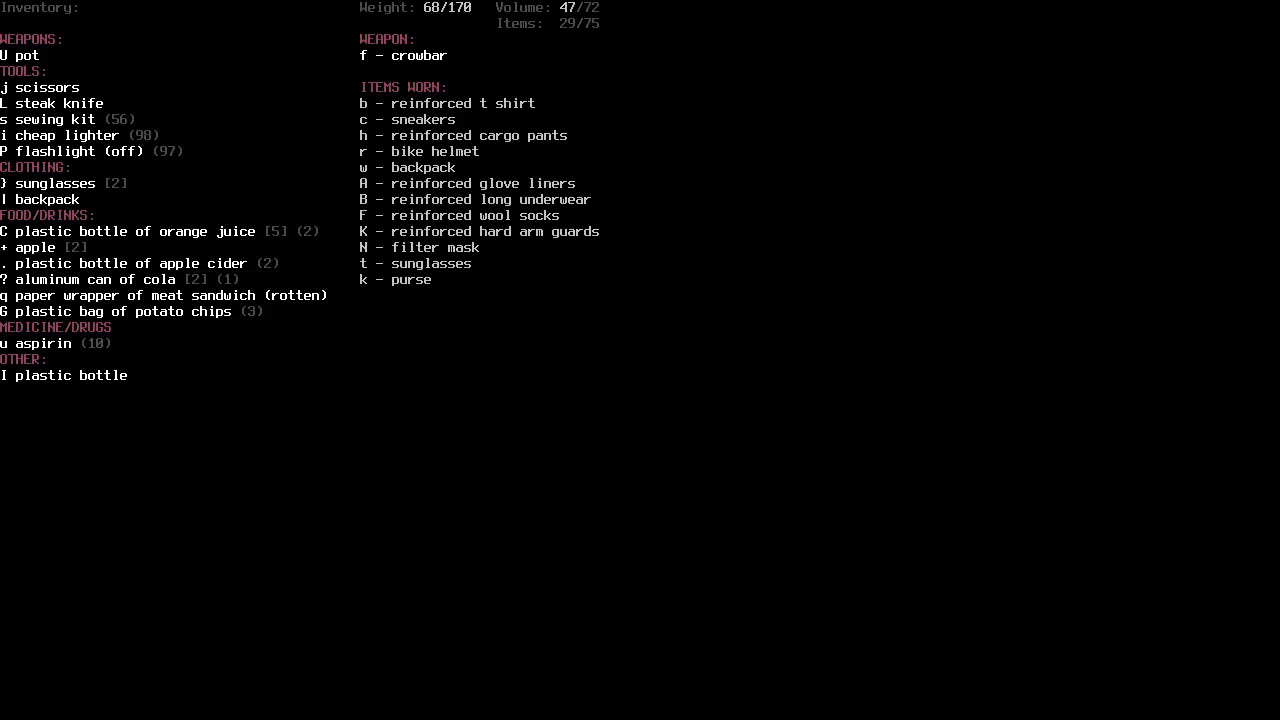 Inventory:
Weight: 68/170 Volume: 47/72
Items: 29/75
WEAPONS:
U pot
TOOLS:
j scissors
L steak knife
s sewing kit (56)
i cheap lighter (98)
P flashlight (off) (97)
CLOTHING:
} sunglasses [2]
| backpack
FOOD/DRINKS:
C plastic bottle of orange juice [5] (2)
+ apple [2]
. plastic bottle of apple cider (2)
? aluminum can of cola [2] (1)
q paper wrapper of meat sandwich (rotten)
G plastic bag of potato chips (3)
MEDICINE/DRUGS
u aspirin (10)
OTHER:
I plastic bottle
WEAPON:
f - crowbar
ITEMS WORN:
b - reinforced t shirt
c - sneakers
h - reinforced cargo pants
r - bike helmet
w - backpack
A - reinforced glove liners
B - reinforced long underwear
F - reinforced wool socks
K - reinforced hard arm guards
N - filter mask
t - sunglasses
k - purse